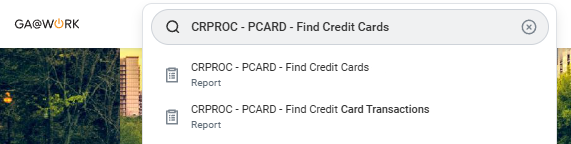 GA@WORK
CRPROC - PCARD - Find Credit Cards
CRPROC - PCARD - Find Credit Cards
Report
CRPROC - PCARD - Find Credit Card Transactions
Report